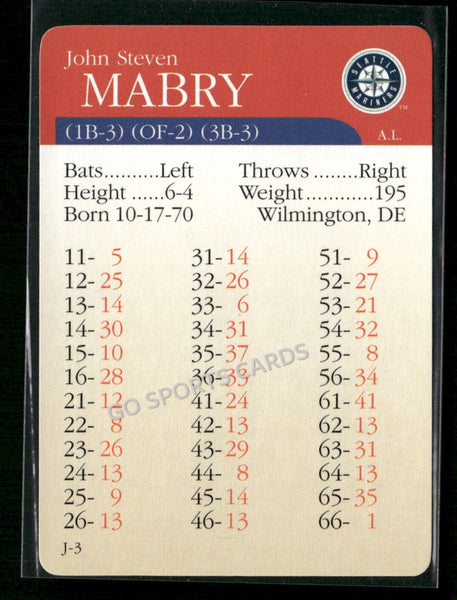 John Steven
MABRY
SEATTLE MARINERS
TM
(1B-3) (OF-2) (3B-3)
A.L.
Bats..........Left Throws ........Right
Height ......6-4 Weight............195
Born 10-17-70 Wilmington, DE
11- 5 31-14 51- 9
12-25 32-26 52-27
13-14 33- 6 53-21
14-30 34-31 54-32
15-10 35-37 55- 8
16-28 36-33 56-34
21-12 41-24 61-41
22- 8 42-13 62-13
23-26 43-29 63-31
24-13 44- 8 64-13
25- 9 45-14 65-35
26-13 46-13 66- 1
GO SPORTS CARDS
J-3